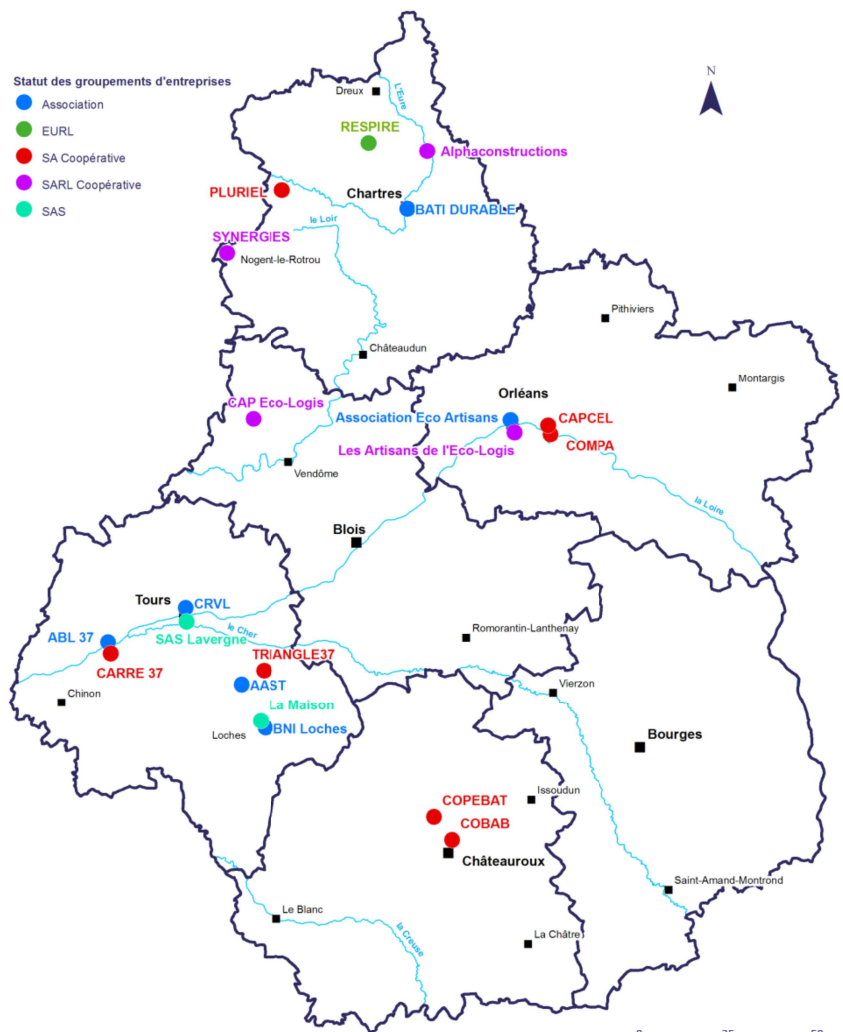 Statut des groupements d'entreprises
Association
EURL
SA Coopérative
SARL Coopérative
SAS
N
Dreux
L'Eure
RESPIRE
Alphaconstructions
PLURIEL
Chartres
BATI DURABLE
le Loir
SYNERGIES
Nogent-le-Rotrou
Pithiviers
Châteaudun
Montargis
Orléans
CAP Eco-Logis
Association Eco Artisans
CAPCEL
COMPA
Les Artisans de l'Eco-Logis
Vendôme
la Loire
Blois
Tours
CRVL
le Cher
SAS Lavergne
ABL 37
CARRE 37
TRIANGLE37
Romorantin-Lanthenay
Chinon
AAST
La Maison
Loches
BNI Loches
Vierzon
Bourges
Issoudun
COPEBAT
COBAB
Châteauroux
Saint-Amand-Montrond
Le Blanc
la Creuse
La Châtre